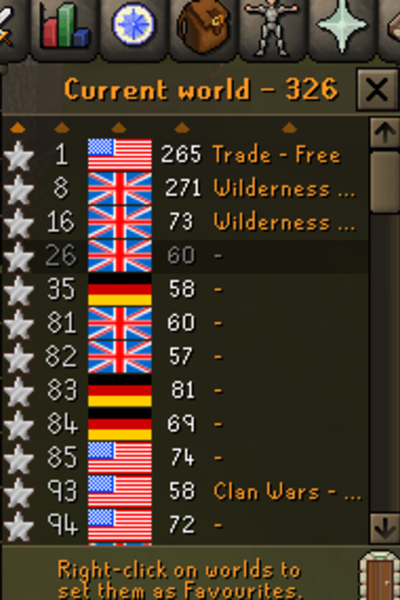 Current world - 326
1 265 Trade - Free
8 271 Wilderness ...
16 73 Wilderness ...
26 60 -
35 58 -
81 60 -
82 57 -
83 81 -
84 69 -
85 74 -
93 58 Clan Wars - ...
94 72 -
Right-click on worlds to
set them as Favourites.